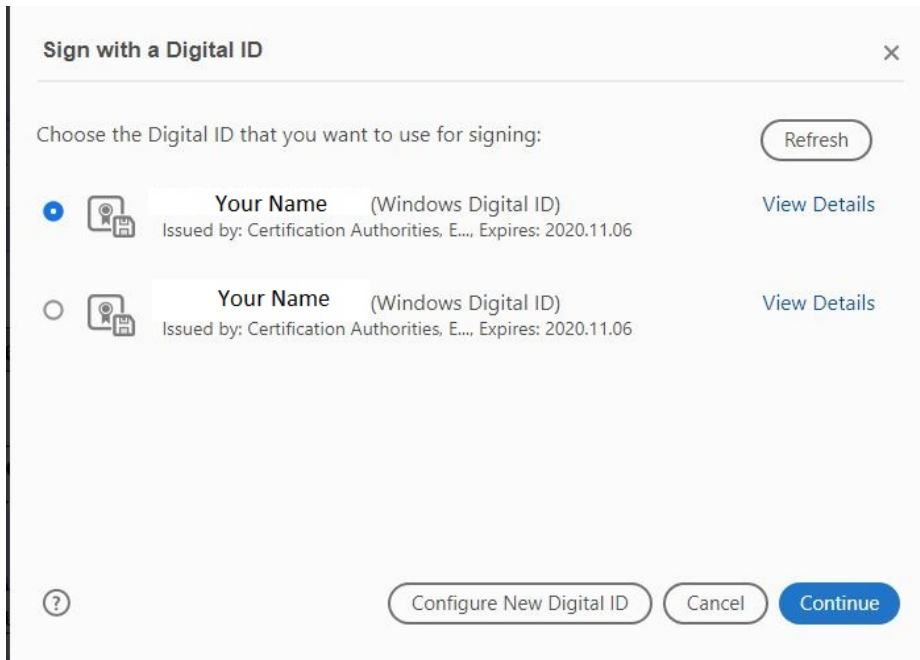 Sign with a Digital ID
Choose the Digital ID that you want to use for signing:
Refresh
Your Name (Windows Digital ID)
View Details
Issued by: Certification Authorities, E..., Expires: 2020.11.06
Your Name (Windows Digital ID)
View Details
Issued by: Certification Authorities, E..., Expires: 2020.11.06
?
Configure New Digital ID
Cancel
Continue